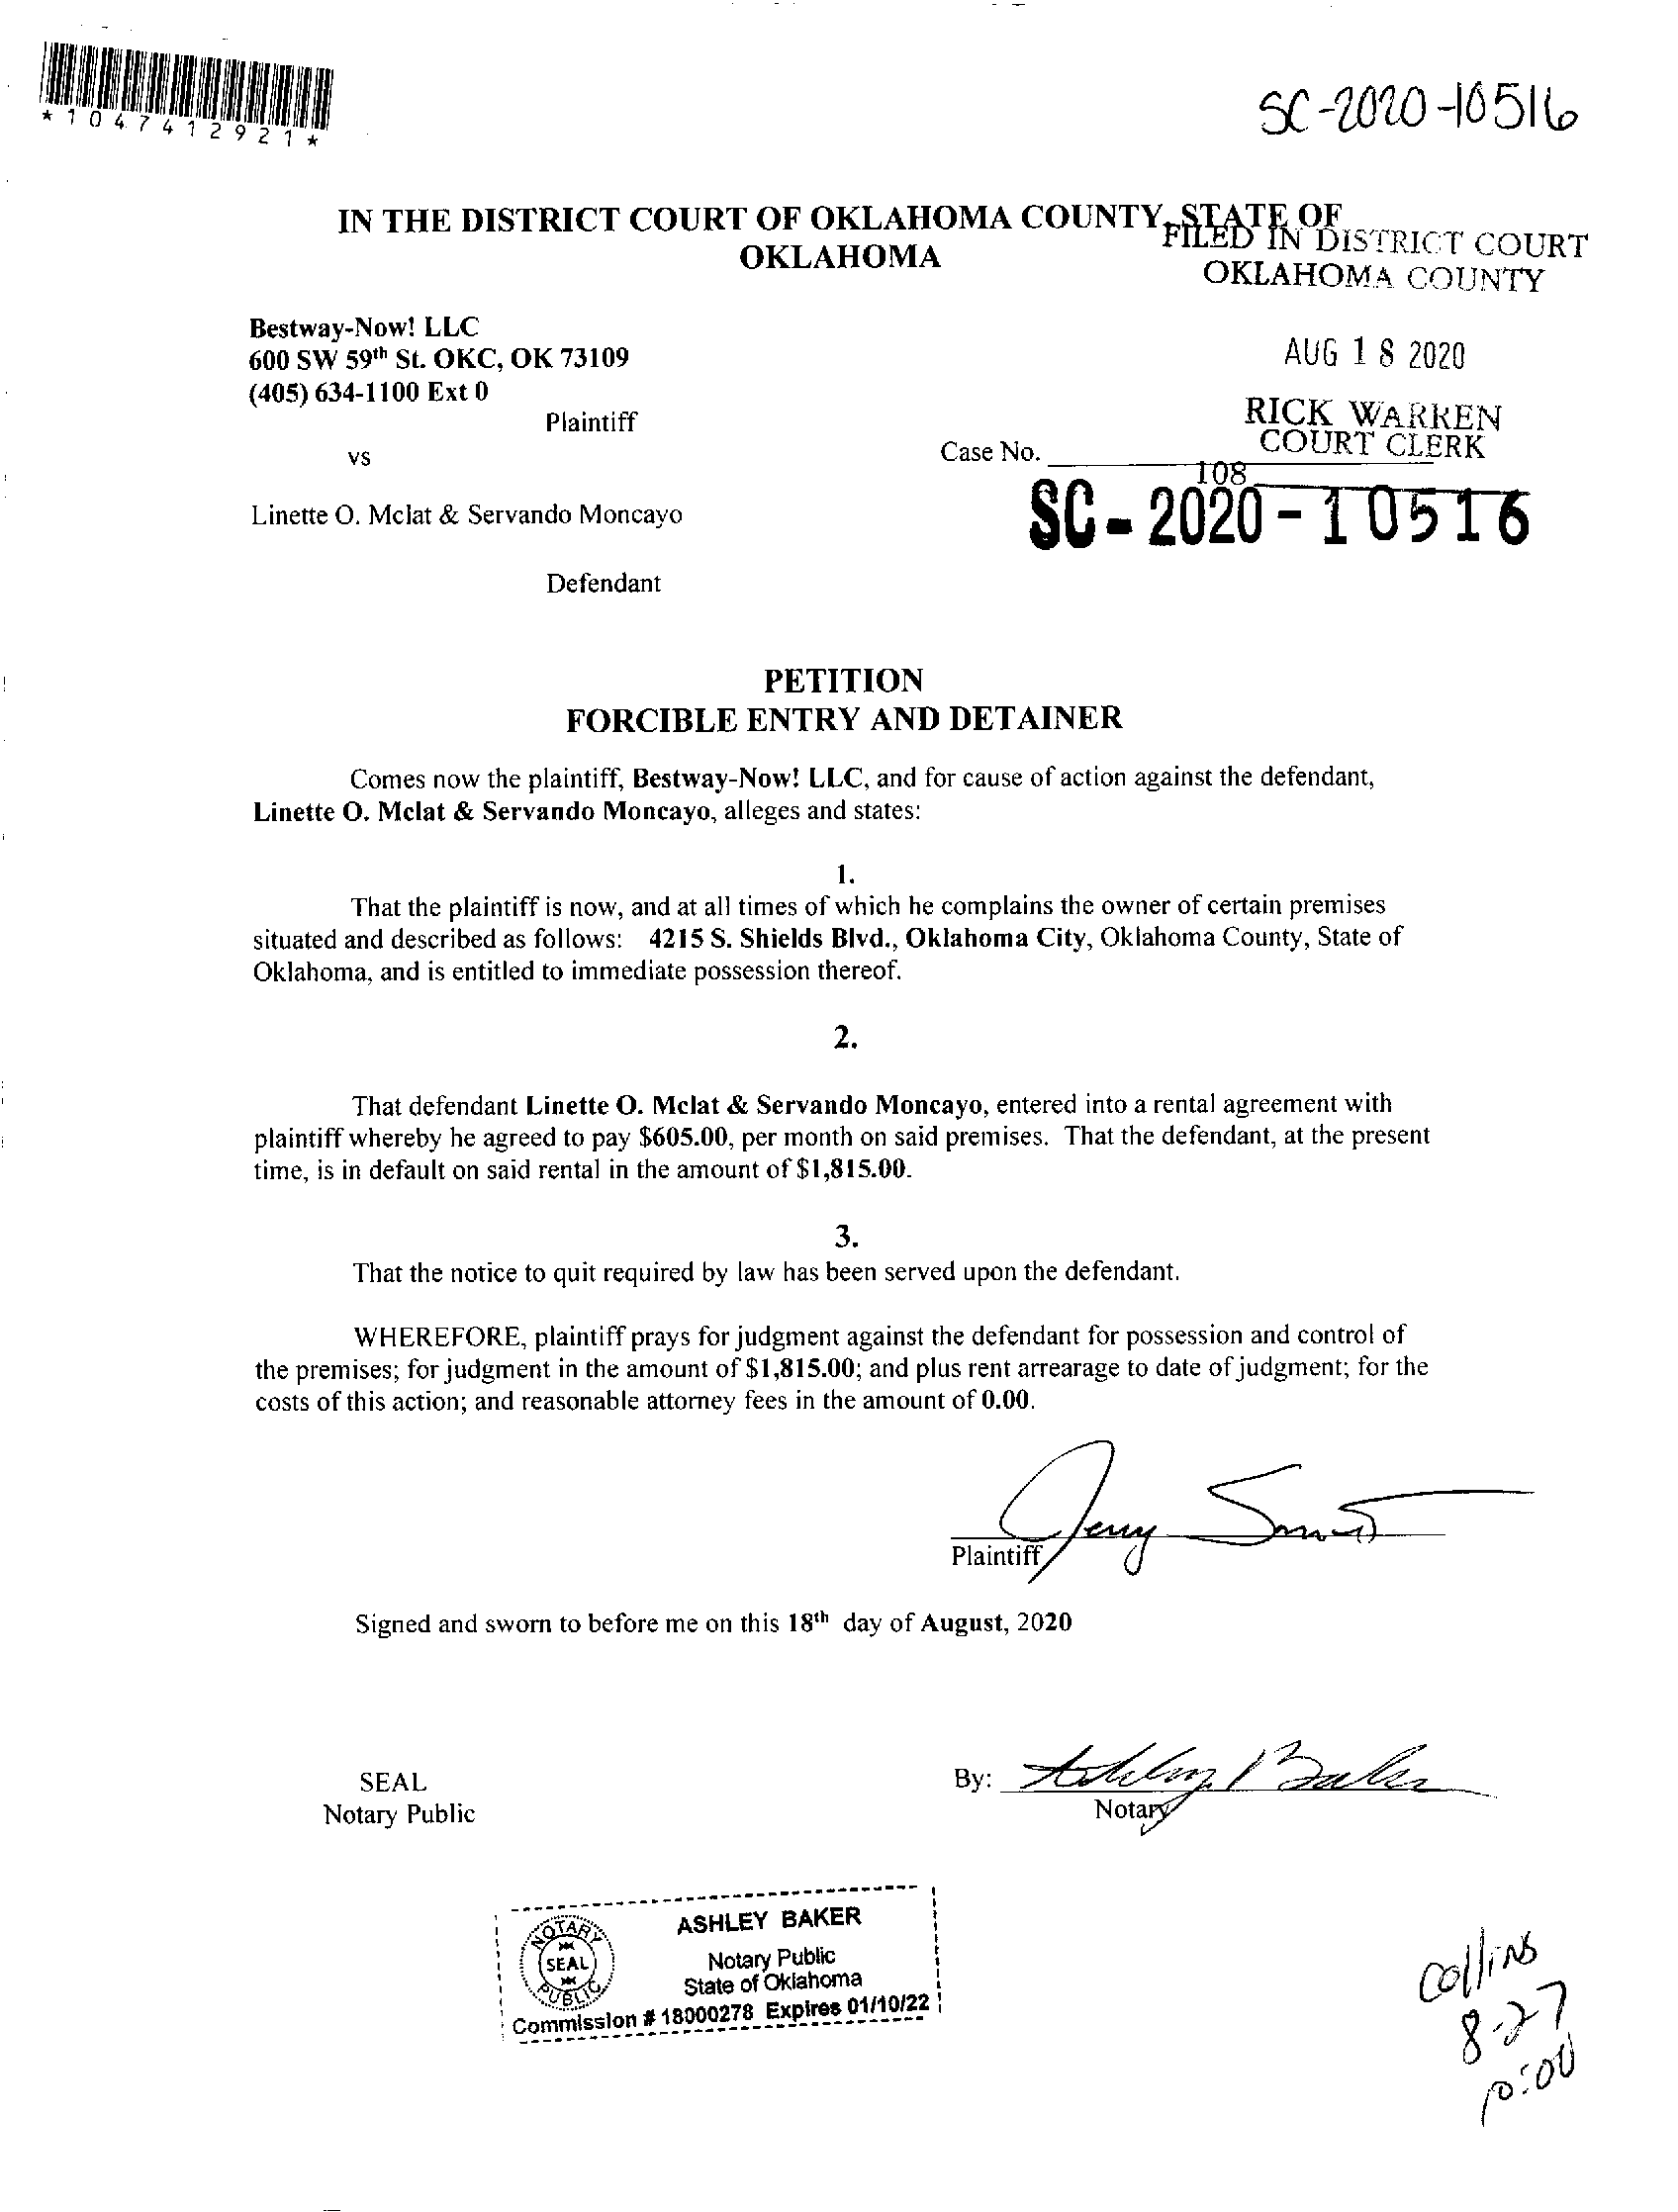 *1047412921*
SC-2020-10516
IN THE DISTRICT COURT OF OKLAHOMA COUNTY, STATE OF
OKLAHOMA
FILED IN DISTRICT COURT
OKLAHOMA COUNTY
Bestway-Now! LLC
600 SW 59th St. OKC, OK 73109
(405) 634-1100 Ext 0
Plaintiff
AUG 18 2020
RICK WARREN
COURT CLERK
vs
Case No.
108
SC-2020-10516
Linette O. Mclat & Servando Moncayo
Defendant
PETITION
FORCIBLE ENTRY AND DETAINER
Comes now the plaintiff, Bestway-Now! LLC, and for cause of action against the defendant,
Linette O. Mclat & Servando Moncayo, alleges and states:
1.
That the plaintiff is now, and at all times of which he complains the owner of certain premises
situated and described as follows: 4215 S. Shields Blvd., Oklahoma City, Oklahoma County, State of
Oklahoma, and is entitled to immediate possession thereof.
2.
That defendant Linette O. Mclat & Servando Moncayo, entered into a rental agreement with
plaintiff whereby he agreed to pay $605.00, per month on said premises. That the defendant, at the present
time, is in default on said rental in the amount of $1,815.00.
3.
That the notice to quit required by law has been served upon the defendant.
WHEREFORE, plaintiff prays for judgment against the defendant for possession and control of
the premises; for judgment in the amount of $1,815.00; and plus rent arrearage to date of judgment; for the
costs of this action; and reasonable attorney fees in the amount of 0.00.
Jerry
Plaintiff
Signed and sworn to before me on this 18th day of August, 2020
SEAL
Notary Public
By: Ashley Baker
Notary
NOTARY
SEAL
PUBLIC
ASHLEY BAKER
Notary Public
State of Oklahoma
Commission # 18000278 Expires 01/10/22
Collins
8-27